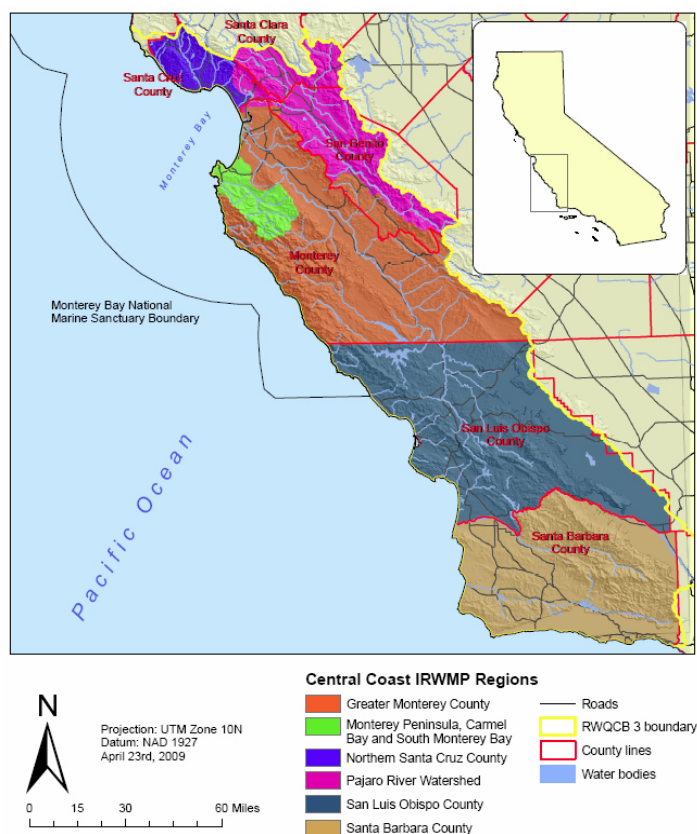 Santa Clara
County
Santa Cruz
County
Monterey Bay
San Benito
County
Monterey
County
Monterey Bay National
Marine Sanctuary Boundary
San Luis Obispo
County
Pacific Ocean
Santa Barbara
County
Central Coast IRWMP Regions
N
Projection: UTM Zone 10N
Datum: NAD 1927
April 23rd, 2009
0 15 30 60 Miles
Greater Monterey County
Monterey Peninsula, Carmel
Bay and South Monterey Bay
Northern Santa Cruz County
Pajaro River Watershed
San Luis Obispo County
Santa Barbara County
Roads
RWQCB 3 boundary
County lines
Water bodies